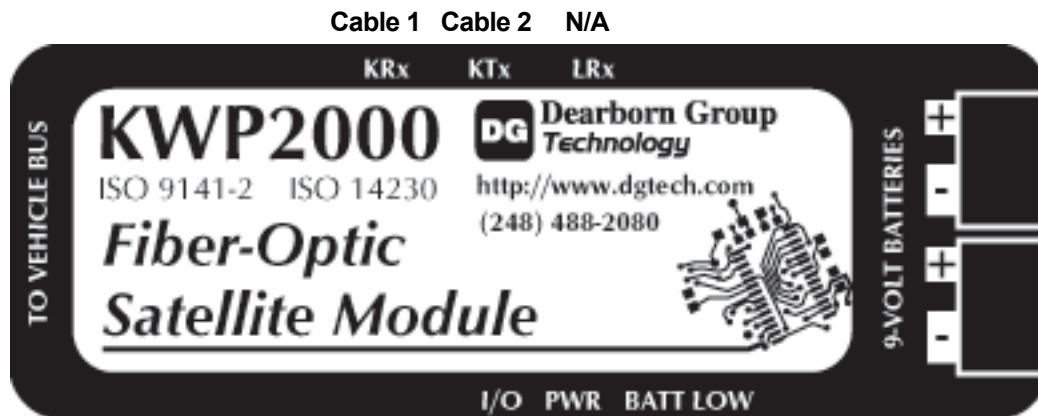 Cable 1 Cable 2 N/A
KRx KTx LRx
TO VEHICLE BUS
KWP2000
ISO 9141-2 ISO 14230
Fiber-Optic
Satellite Module
DG
Dearborn Group
Technology
http://www.dgtech.com
(248) 488-2080
9-VOLT BATTERIES
+
-
+
-
I/O PWR BATT LOW